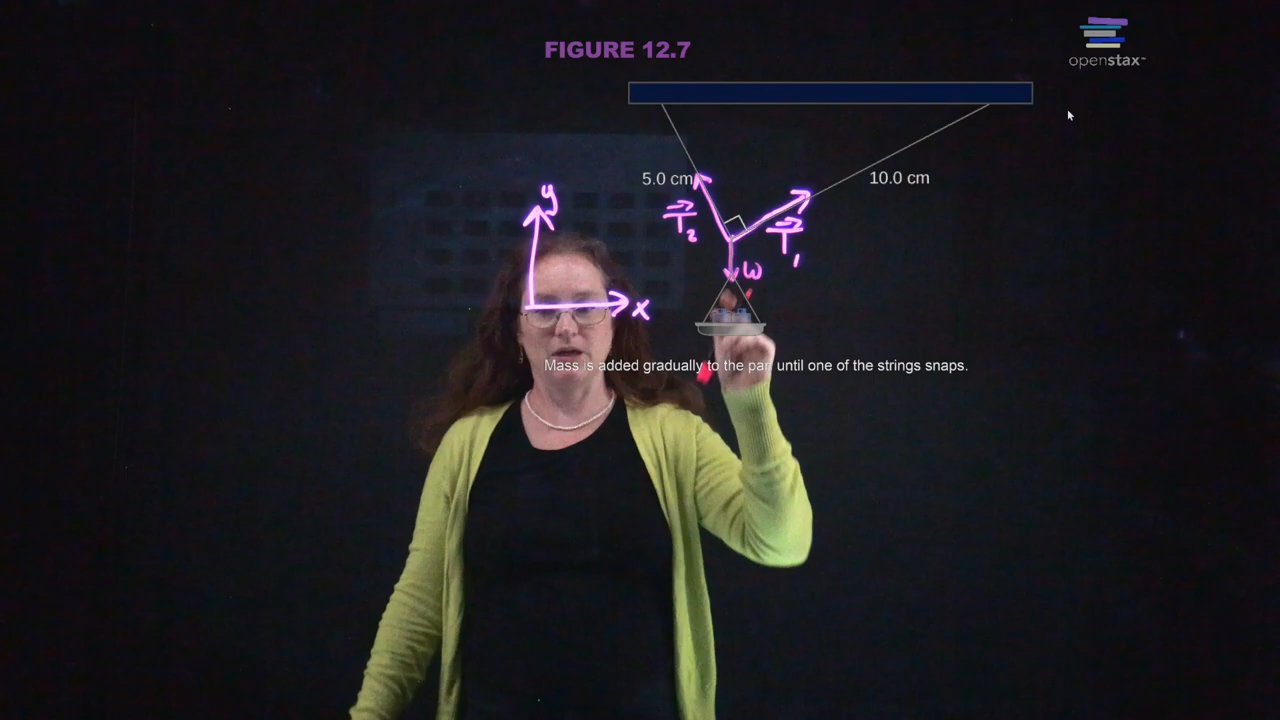 FIGURE 12.7
openstax™
5.0 cm
10.0 cm
y
T₂
T₁
w
x
Mass is added gradually to the pan until one of the strings snaps.